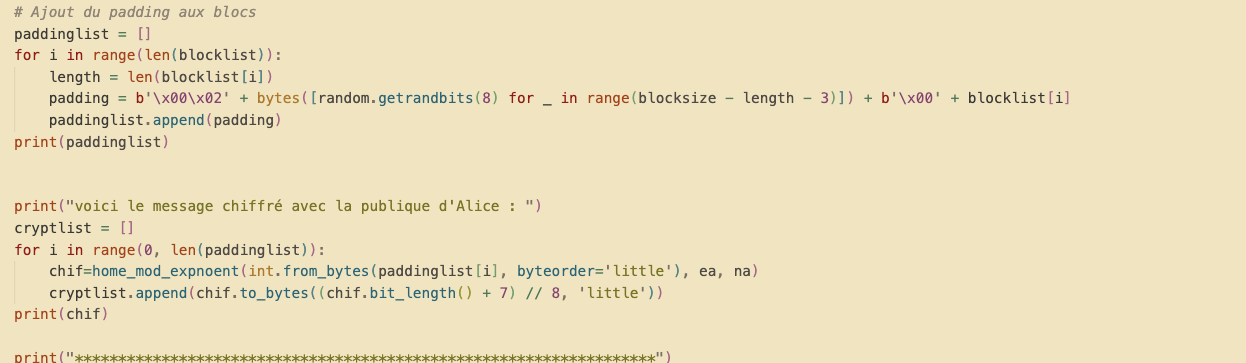 # Ajout du padding aux blocs
paddinglist = []
for i in range(len(blocklist)):
    length = len(blocklist[i])
    padding = b'\x00\x02' + bytes([random.getrandbits(8) for _ in range(blocksize - length - 3)]) + b'\x00' + blocklist[i]
    paddinglist.append(padding)
print(paddinglist)
print("voici le message chiffré avec la publique d'Alice : ")
cryptlist = []
for i in range(0, len(paddinglist)):
    chif=home_mod_expnoent(int.from_bytes(paddinglist[i], byteorder='little'), ea, na)
    cryptlist.append(chif.to_bytes((chif.bit_length() + 7) // 8, 'little'))
print(chif)
print("*******************************************************************")